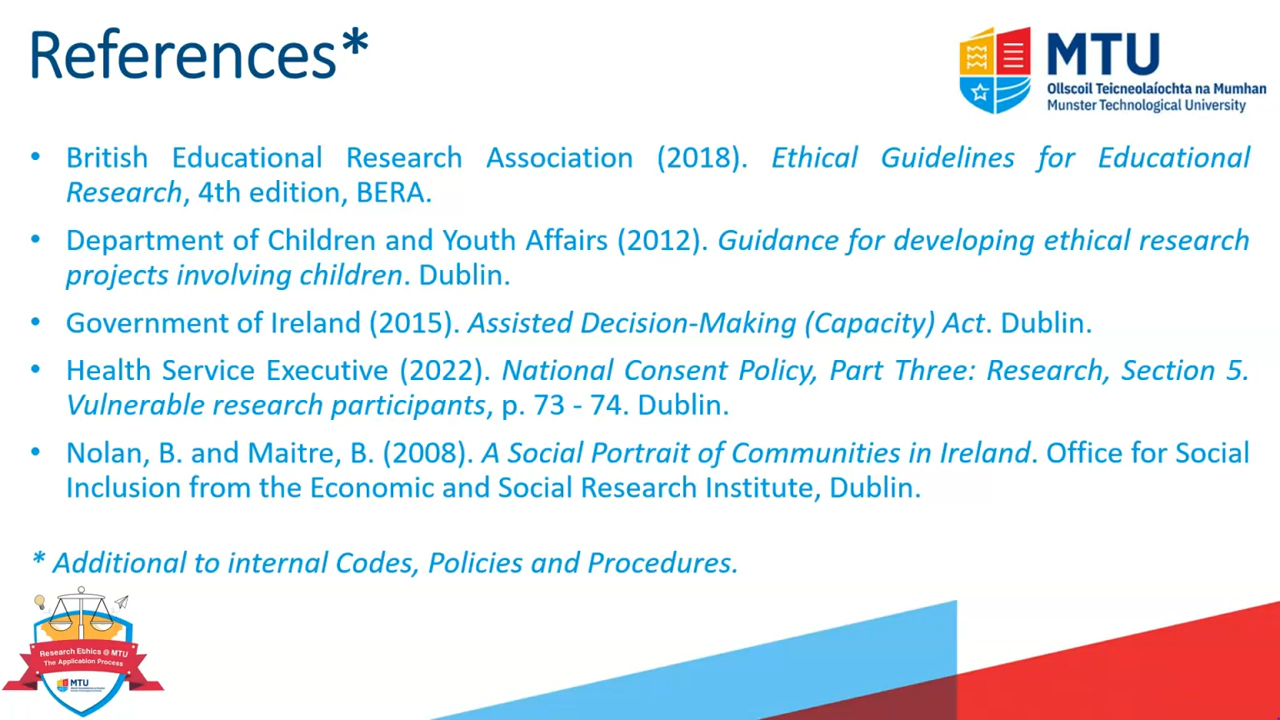 References*
MTU
Ollscoil Teicneolaíochta na Mumhan
Munster Technological University
• British Educational Research Association (2018). Ethical Guidelines for Educational
Research, 4th edition, BERA.
• Department of Children and Youth Affairs (2012). Guidance for developing ethical research
projects involving children. Dublin.
• Government of Ireland (2015). Assisted Decision-Making (Capacity) Act. Dublin.
• Health Service Executive (2022). National Consent Policy, Part Three: Research, Section 5.
Vulnerable research participants, p. 73 - 74. Dublin.
• Nolan, B. and Maitre, B. (2008). A Social Portrait of Communities in Ireland. Office for Social
Inclusion from the Economic and Social Research Institute, Dublin.
* Additional to internal Codes, Policies and Procedures.
Research Ethics @ MTU
The Application Process
MTU